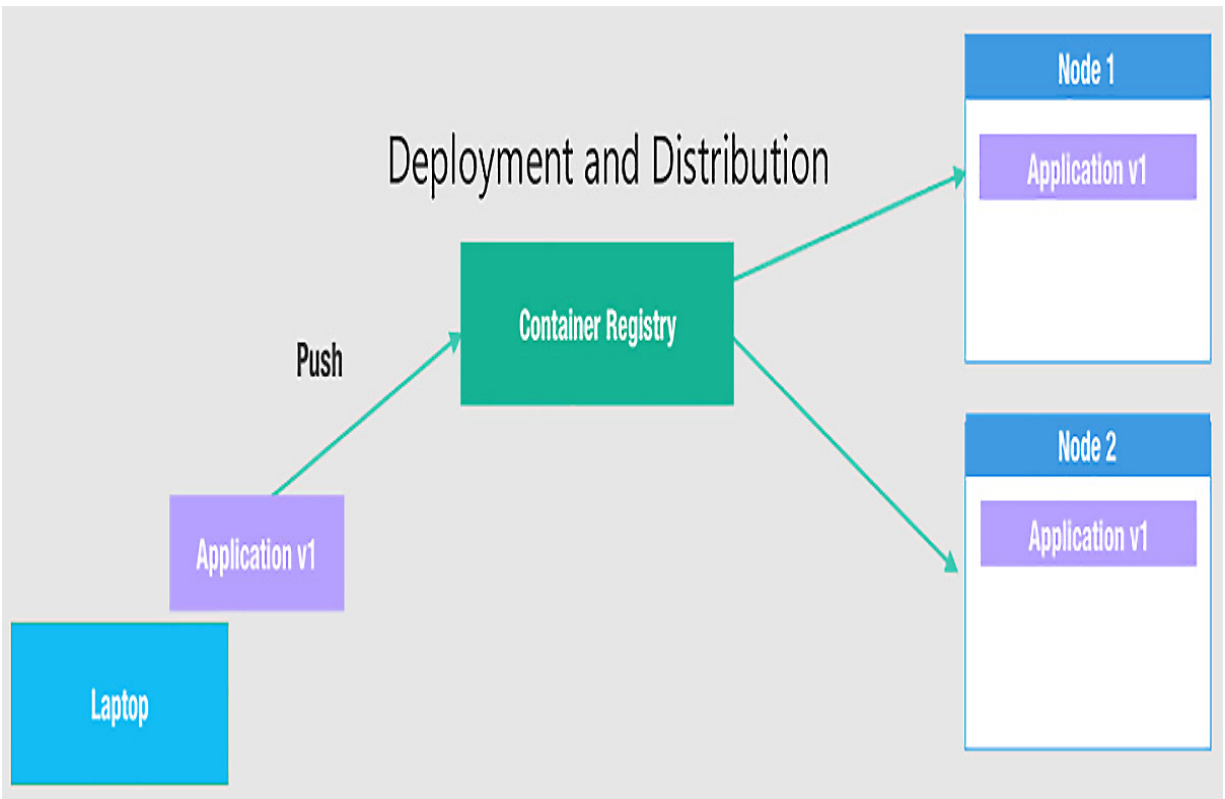 Deployment and Distribution
Node 1
Application v1
Container Registry
Push
Node 2
Application v1
Application v1
Laptop